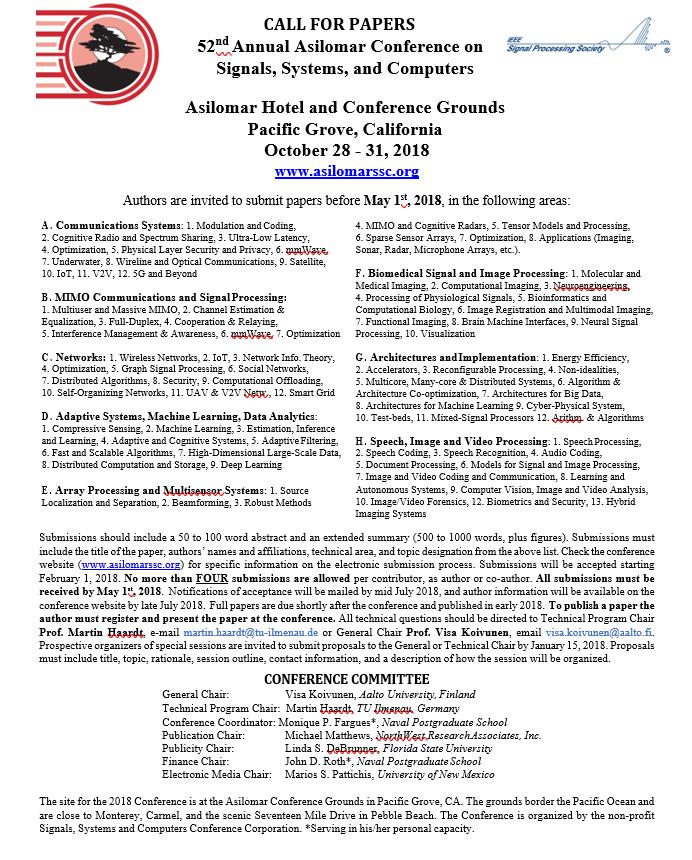 CALL FOR PAPERS
52nd Annual Asilomar Conference on
Signals, Systems, and Computers
IEEE
Signal Processing Society
®
Asilomar Hotel and Conference Grounds
Pacific Grove, California
October 28 - 31, 2018
www.asilomarssc.org
Authors are invited to submit papers before May 1st, 2018, in the following areas:
A. Communications Systems: 1. Modulation and Coding,
2. Cognitive Radio and Spectrum Sharing, 3. Ultra-Low Latency,
4. Optimization, 5. Physical Layer Security and Privacy, 6. mmWave,
7. Underwater, 8. Wireline and Optical Communications, 9. Satellite,
10. IoT, 11. V2V, 12. 5G and Beyond
B. MIMO Communications and Signal Processing:
1. Multiuser and Massive MIMO, 2. Channel Estimation &
Equalization, 3. Full-Duplex, 4. Cooperation & Relaying,
5. Interference Management & Awareness, 6. mmWave, 7. Optimization
C. Networks: 1. Wireless Networks, 2. IoT, 3. Network Info. Theory,
4. Optimization, 5. Graph Signal Processing, 6. Social Networks,
7. Distributed Algorithms, 8. Security, 9. Computational Offloading,
10. Self-Organizing Networks, 11. UAV & V2V Netw, 12. Smart Grid
D. Adaptive Systems, Machine Learning, Data Analytics:
1. Compressive Sensing, 2. Machine Learning, 3. Estimation, Inference
and Learning, 4. Adaptive and Cognitive Systems, 5. Adaptive Filtering,
6. Fast and Scalable Algorithms, 7. High-Dimensional Large-Scale Data,
8. Distributed Computation and Storage, 9. Deep Learning
E. Array Processing and Multisensor Systems: 1. Source
Localization and Separation, 2. Beamforming, 3. Robust Methods
4. MIMO and Cognitive Radars, 5. Tensor Models and Processing,
6. Sparse Sensor Arrays, 7. Optimization, 8. Applications (Imaging,
Sonar, Radar, Microphone Arrays, etc.).
F. Biomedical Signal and Image Processing: 1. Molecular and
Medical Imaging, 2. Computational Imaging, 3. Neuroengineering,
4. Processing of Physiological Signals, 5. Bioinformatics and
Computational Biology, 6. Image Registration and Multimodal Imaging,
7. Functional Imaging, 8. Brain Machine Interfaces, 9. Neural Signal
Processing, 10. Visualization
G. Architectures and Implementation: 1. Energy Efficiency,
2. Accelerators, 3. Reconfigurable Processing, 4. Non-idealities,
5. Multicore, Many-core & Distributed Systems, 6. Algorithm &
Architecture Co-optimization, 7. Architectures for Big Data,
8. Architectures for Machine Learning 9. Cyber-Physical System,
10. Test-beds, 11. Mixed-Signal Processors 12. Arithm. & Algorithms
H. Speech, Image and Video Processing: 1. Speech Processing,
2. Speech Coding, 3. Speech Recognition, 4. Audio Coding,
5. Document Processing, 6. Models for Signal and Image Processing,
7. Image and Video Coding and Communication, 8. Learning and
Autonomous Systems, 9. Computer Vision, Image and Video Analysis,
10. Image/Video Forensics, 12. Biometrics and Security, 13. Hybrid
Imaging Systems
Submissions should include a 50 to 100 word abstract and an extended summary (500 to 1000 words, plus figures). Submissions must
include the title of the paper, authors' names and affiliations, technical area, and topic designation from the above list. Check the conference
website (www.asilomarssc.org) for specific information on the electronic submission process. Submissions will be accepted starting
February 1, 2018. No more than FOUR submissions are allowed per contributor, as author or co-author. All submissions must be
received by May 1st, 2018. Notifications of acceptance will be mailed by mid July 2018, and author information will be available on the
conference website by late July 2018. Full papers are due shortly after the conference and published in early 2018. To publish a paper the
author must register and present the paper at the conference. All technical questions should be directed to Technical Program Chair
Prof. Martin Haardt, e-mail martin.haardt@tu-ilmenau.de or General Chair Prof. Visa Koivunen, email visa.koivunen@aalto.fi.
Prospective organizers of special sessions are invited to submit proposals to the General or Technical Chair by January 15, 2018. Proposals
must include title, topic, rationale, session outline, contact information, and a description of how the session will be organized.
CONFERENCE COMMITTEE
General Chair: Visa Koivunen, Aalto University, Finland
Technical Program Chair: Martin Haardt, TU Ilmenau, Germany
Conference Coordinator: Monique P. Fargues*, Naval Postgraduate School
Publication Chair: Michael Matthews, NorthWest Research Associates, Inc.
Publicity Chair: Linda S. DeBrunner, Florida State University
Finance Chair: John D. Roth*, Naval Postgraduate School
Electronic Media Chair: Marios S. Pattichis, University of New Mexico
The site for the 2018 Conference is at the Asilomar Conference Grounds in Pacific Grove, CA. The grounds border the Pacific Ocean and
are close to Monterey, Carmel, and the scenic Seventeen Mile Drive in Pebble Beach. The Conference is organized by the non-profit
Signals, Systems and Computers Conference Corporation. *Serving in his/her personal capacity.